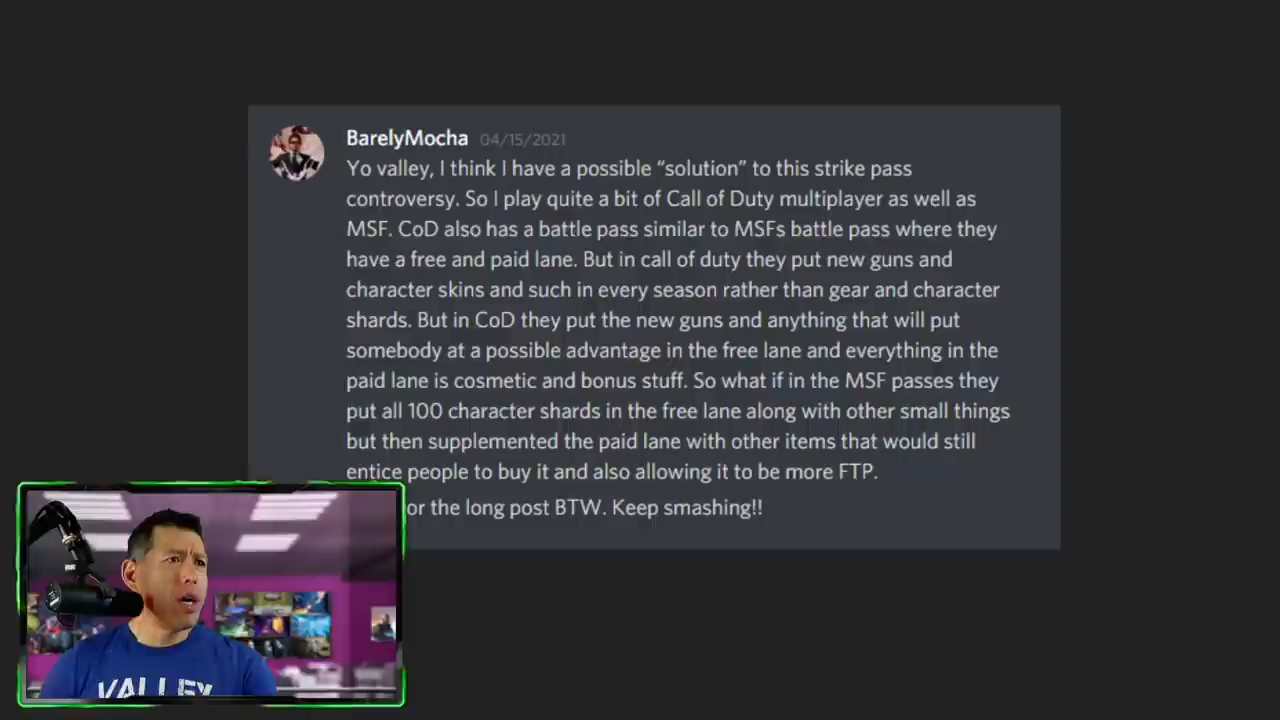 BarelyMocha 04/15/2021
Yo valley, I think I have a possible “solution” to this strike pass
controversy. So I play quite a bit of Call of Duty multiplayer as well as
MSF. CoD also has a battle pass similar to MSFs battle pass where they
have a free and paid lane. But in call of duty they put new guns and
character skins and such in every season rather than gear and character
shards. But in CoD they put the new guns and anything that will put
somebody at a possible advantage in the free lane and everything in the
paid lane is cosmetic and bonus stuff. So what if in the MSF passes they
put all 100 character shards in the free lane along with other small things
but then supplemented the paid lane with other items that would still
entice people to buy it and also allowing it to be more FTP.
or the long post BTW. Keep smashing!!
VALLEY